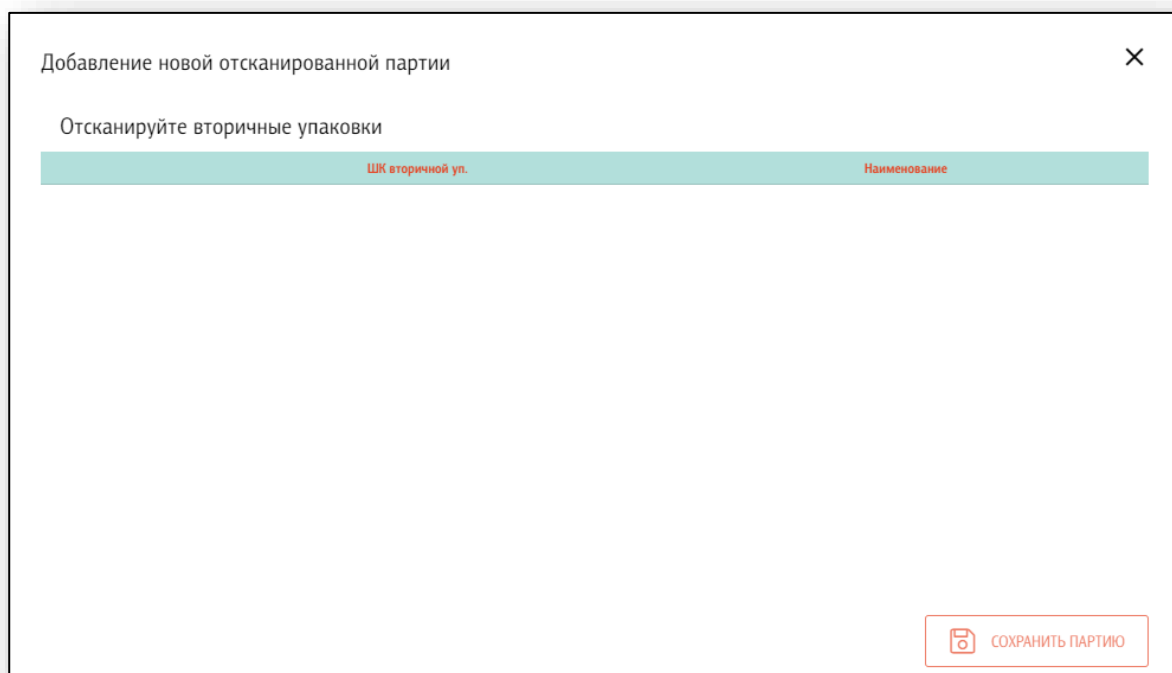 Добавление новой отсканированной партии
Отсканируйте вторичные упаковки
ШК вторичной уп. Наименование
СОХРАНИТЬ ПАРТИЮ